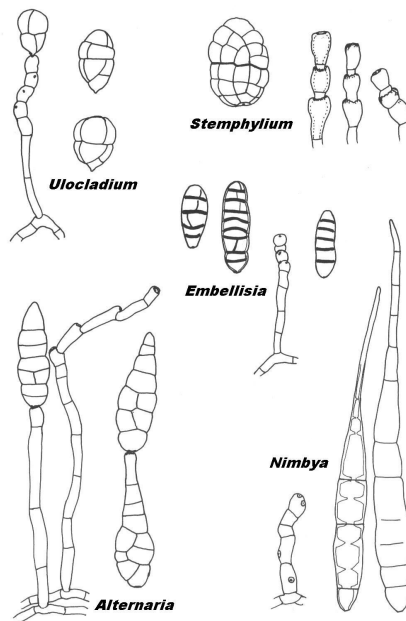 Stemphylium
Ulocladium
Embellisia
Nimbya
Alternaria